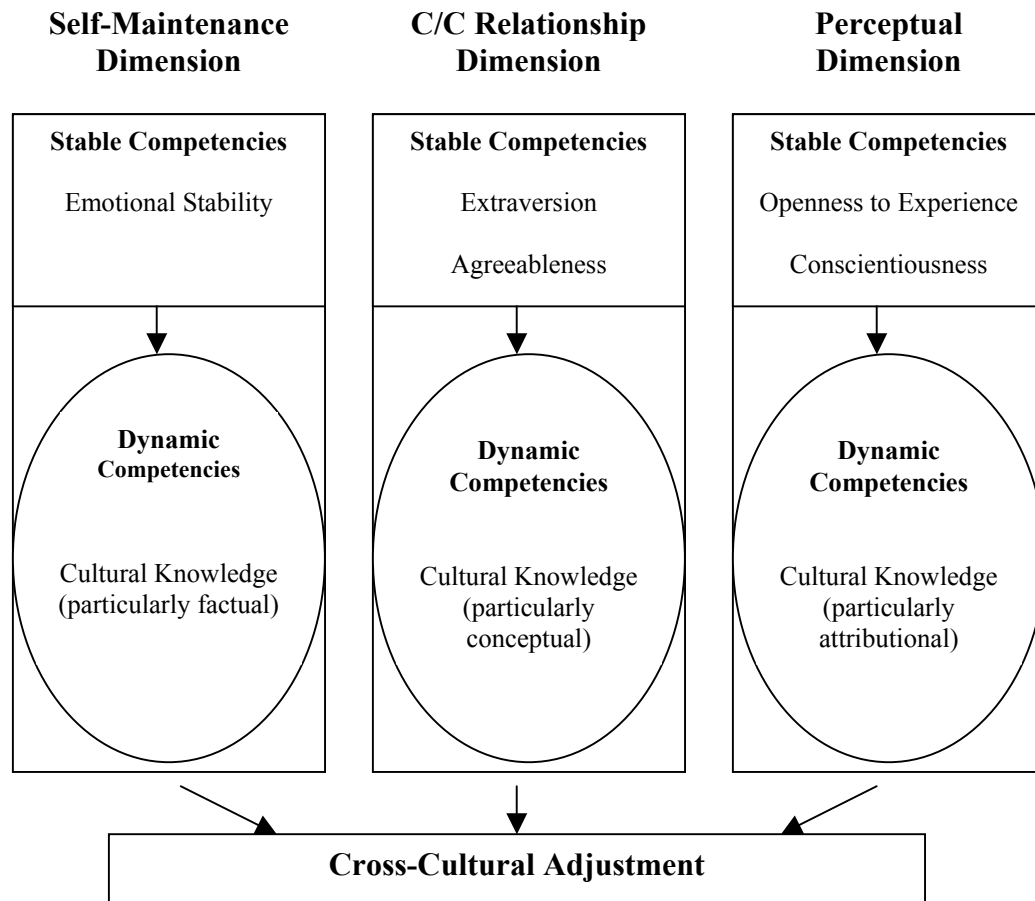 Self-Maintenance
Dimension
C/C Relationship
Dimension
Perceptual
Dimension
Stable Competencies
Emotional Stability
Stable Competencies
Extraversion
Agreeableness
Stable Competencies
Openness to Experience
Conscientiousness
Dynamic
Competencies
Cultural Knowledge
(particularly factual)
Dynamic
Competencies
Cultural Knowledge
(particularly
conceptual)
Dynamic
Competencies
Cultural Knowledge
(particularly
attributional)
Cross-Cultural Adjustment